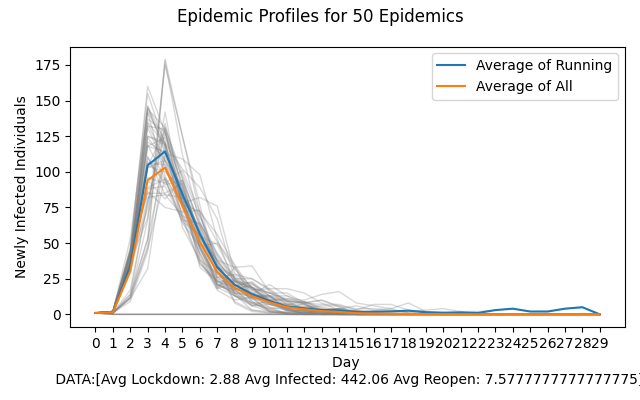 Epidemic Profiles for 50 Epidemics
Average of Running
Average of All
Newly Infected Individuals
175
150
125
100
75
50
25
0
0 1 2 3 4 5 6 7 8 9 10 11 12 13 14 15 16 17 18 19 20 21 22 23 24 25 26 27 28 29
Day
DATA:[Avg Lockdown: 2.88 Avg Infected: 442.06 Avg Reopen: 7.5777777777777775]